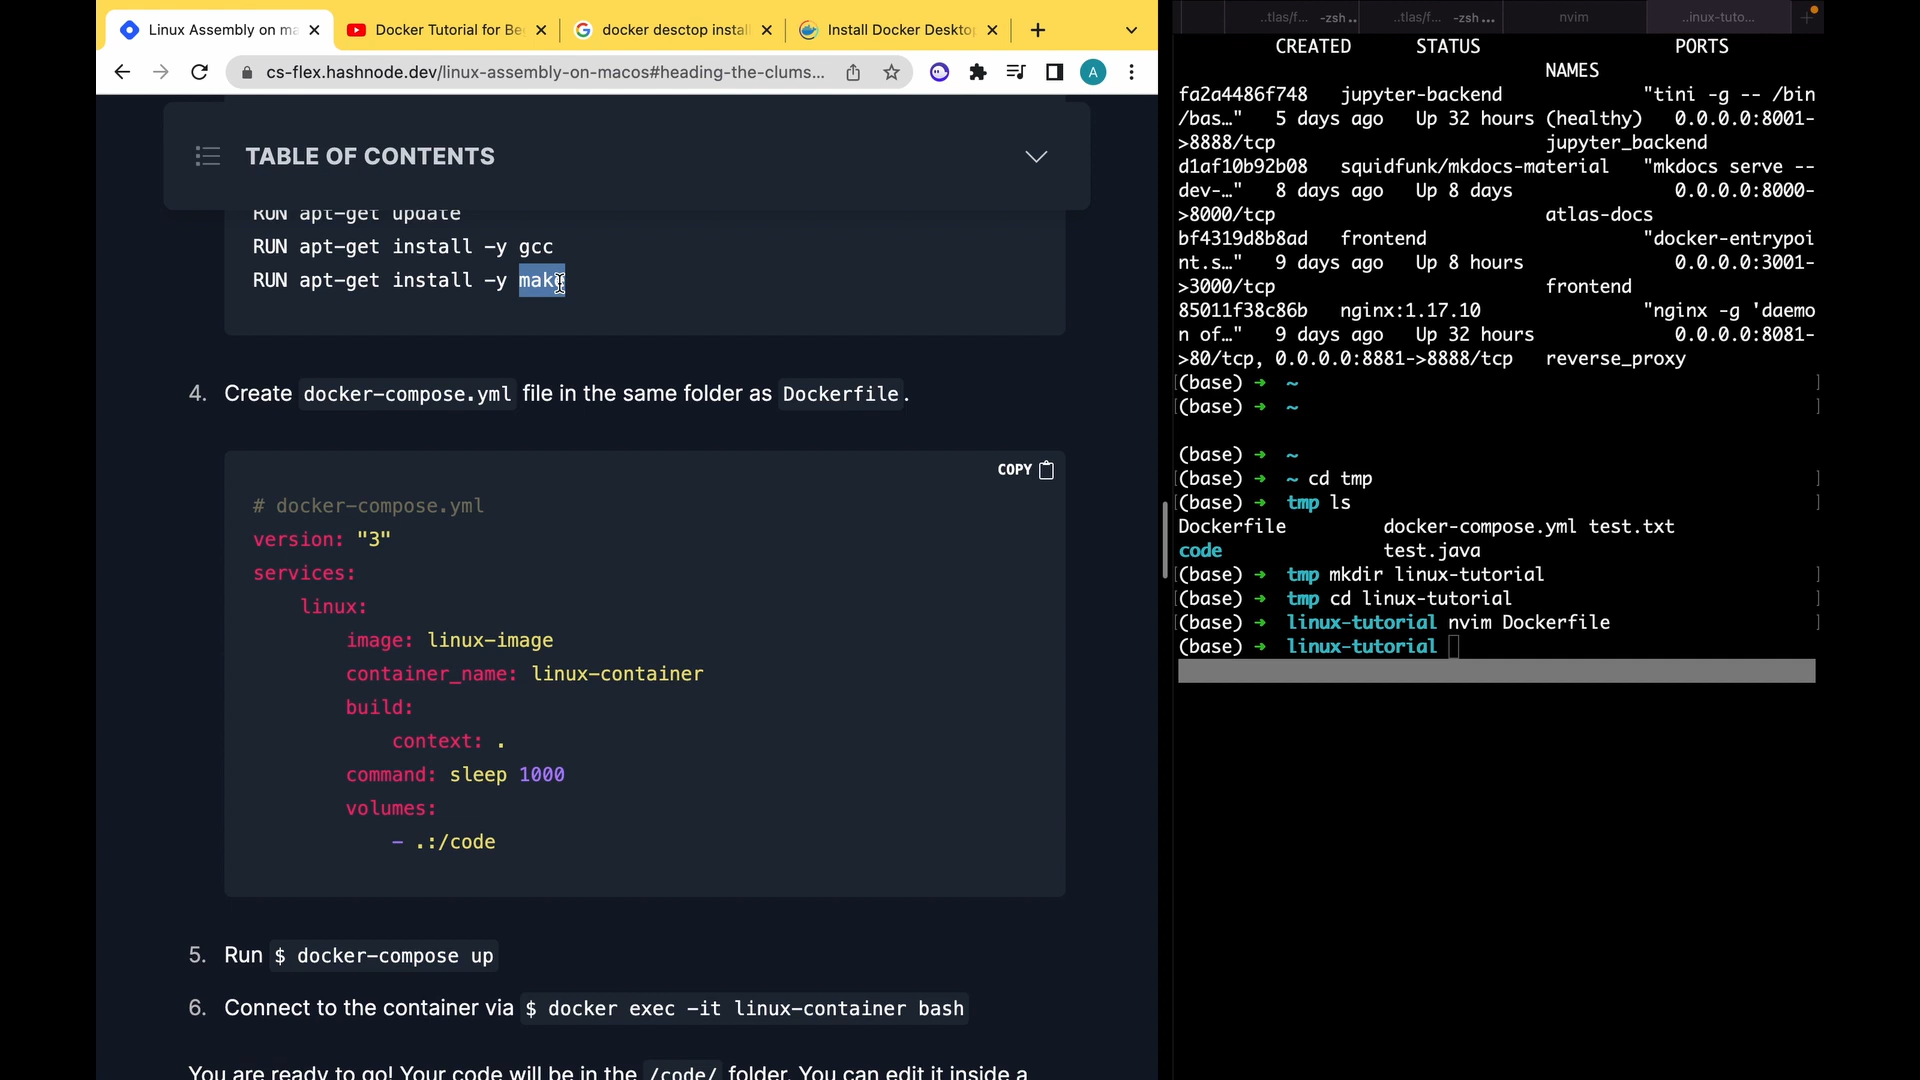 Linux Assembly on ma
Docker Tutorial for Be
docker desctop instal
Install Docker Deskto
cs-flex.hashnode.dev/linux-assembly-on-macos#heading-the-clums...
A
TABLE OF CONTENTS
RUN apt-get update
RUN apt-get install -y gcc
RUN apt-get install -y make
4. Create docker-compose.yml file in the same folder as Dockerfile.
COPY
# docker-compose.yml
version: "3"
services:
linux:
image: linux-image
container_name: linux-container
build:
context: .
command: sleep 1000
volumes:
- .:/code
5. Run $ docker-compose up
6. Connect to the container via $ docker exec -it linux-container bash
You are ready to go! Your code will be in the /code/ folder. You can edit it inside a
..tlas/f... -zsh ..
..tlas/f... -zsh ...
nvim
..inux-tuto...
CREATED STATUS PORTS
NAMES
fa2a4486f748 jupyter-backend "tini -g -- /bin
/bas…" 5 days ago Up 32 hours (healthy) 0.0.0.0:8001-
>8888/tcp jupyter_backend
d1af10b92b08 squidfunk/mkdocs-material "mkdocs serve --
dev-…" 8 days ago Up 8 days 0.0.0.0:8000-
>8000/tcp atlas-docs
bf4319d8b8ad frontend "docker-entrypoi
nt.s…" 9 days ago Up 8 hours 0.0.0.0:3001-
>3000/tcp frontend
85011f38c86b nginx:1.17.10 "nginx -g 'daemo
n of…" 9 days ago Up 32 hours 0.0.0.0:8081-
>80/tcp, 0.0.0.0:8881->8888/tcp reverse_proxy
(base) ➜ ~
(base) ➜ ~
(base) ➜ ~
(base) ➜ ~ cd tmp
(base) ➜ tmp ls
Dockerfile docker-compose.yml test.txt
code test.java
(base) ➜ tmp mkdir linux-tutorial
(base) ➜ tmp cd linux-tutorial
(base) ➜ linux-tutorial nvim Dockerfile
(base) ➜ linux-tutorial